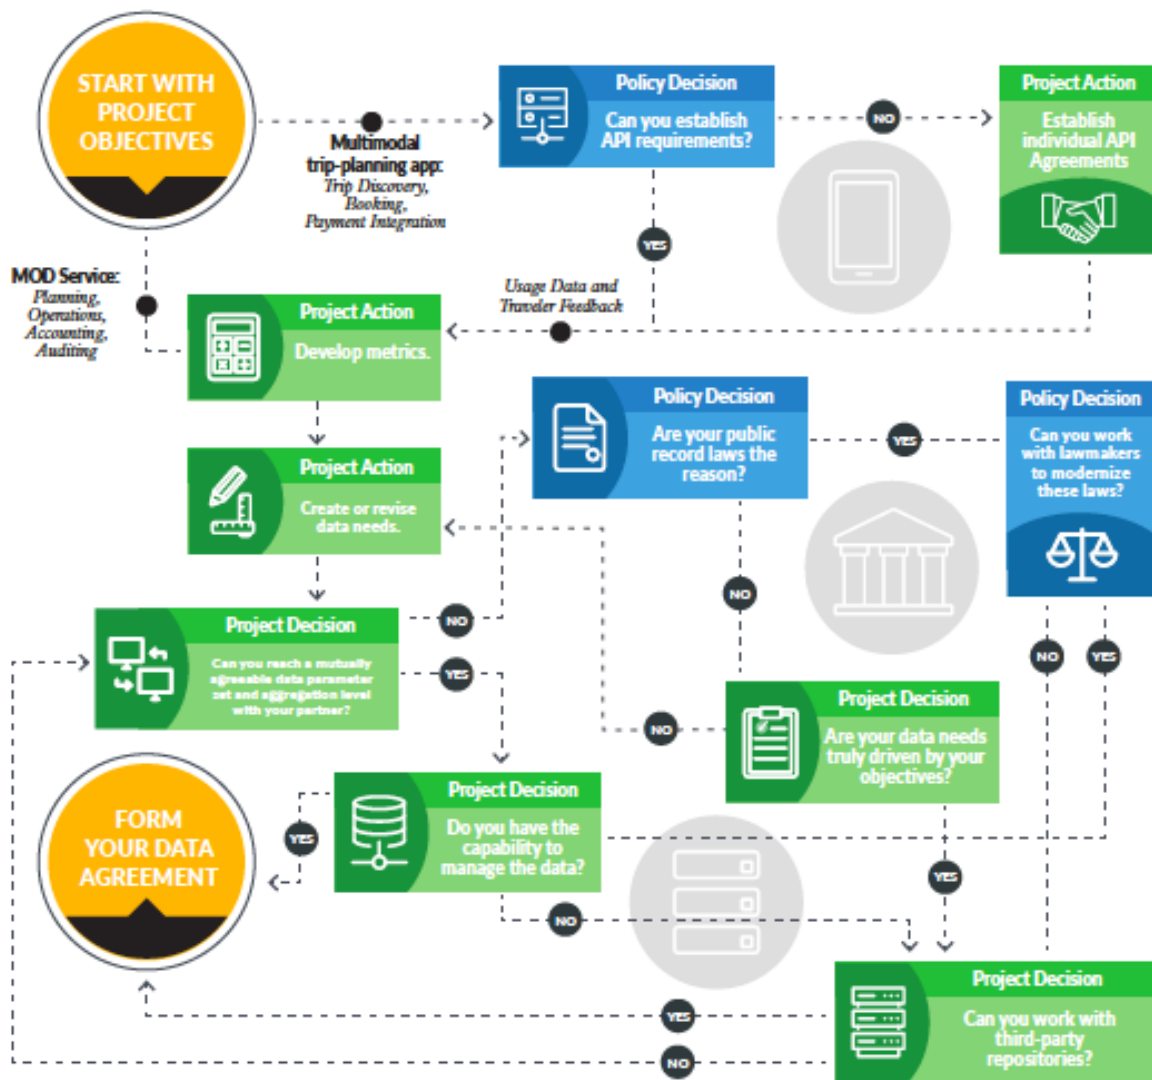 START WITH
PROJECT
OBJECTIVES
Multimodal
trip-planning app:
Trip Discovery,
Booking,
Payment Integration
Policy Decision
Can you establish
API requirements?
NO
Project Action
Establish
individual API
Agreements
YES
MOD Service:
Planning,
Operations,
Accounting,
Auditing
Usage Data and
Traveler Feedback
Project Action
Develop metrics.
Policy Decision
Are your public
record laws the
reason?
YES
Policy Decision
Can you work
with lawmakers
to modernize
these laws?
Project Action
Create or revise
data needs.
NO
Project Decision
Can you reach a mutually
agreeable data parameter
set and aggregation level
with your partner?
NO
YES
NO
YES
Project Decision
Are your data needs
truly driven by your
objectives?
NO
FORM
YOUR DATA
AGREEMENT
YES
Project Decision
Do you have the
capability to
manage the data?
YES
NO
Project Decision
Can you work with
third-party
repositories?
YES
NO